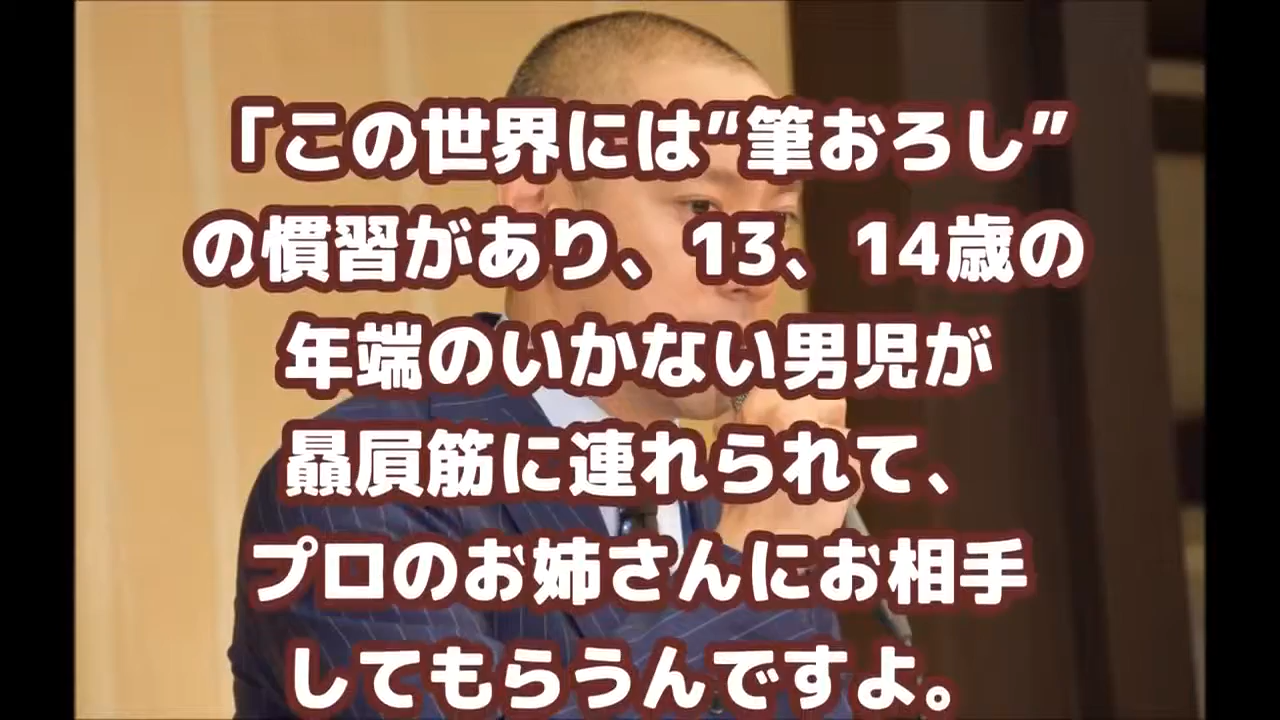 「この世界には“筆おろし”
の慣習があり、13、14歳の
年端のいかない男児が
贔屓筋に連れられて、
プロのお姉さんにお相手
してもらうんですよ。